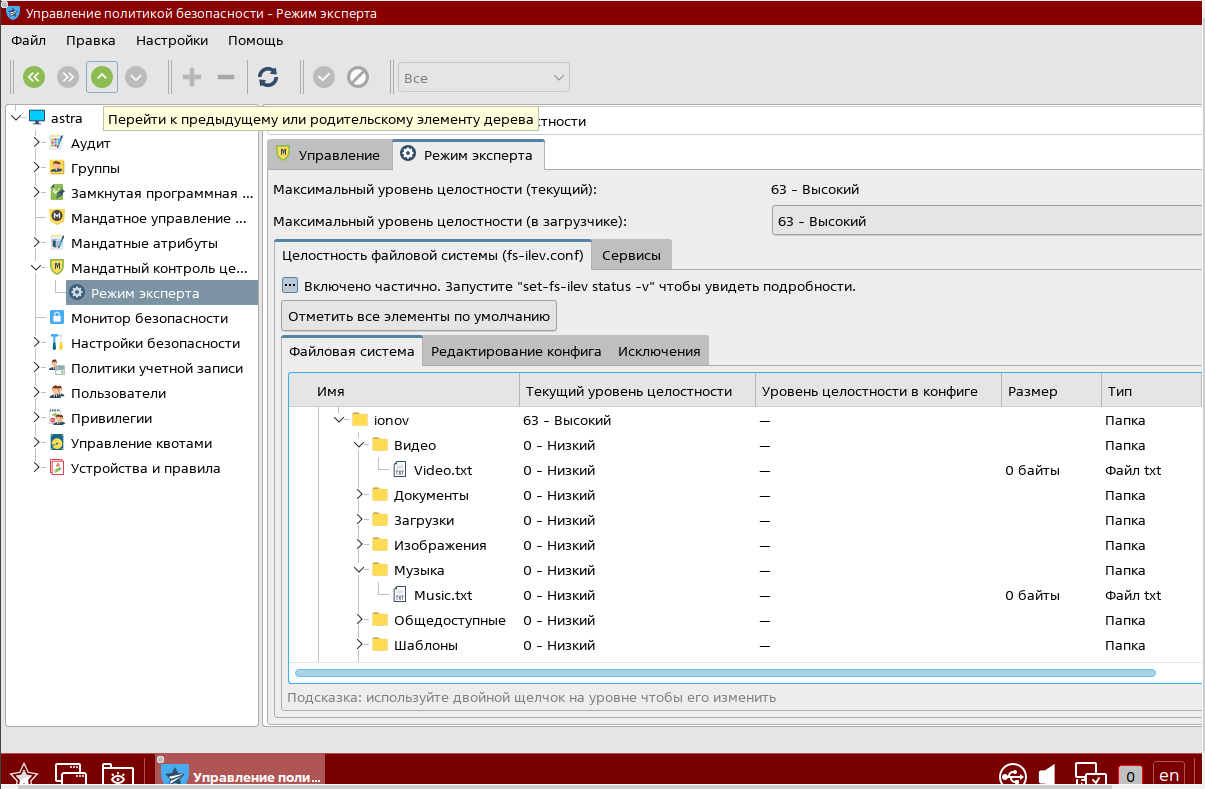 Управление политикой безопасности – Режим эксперта
Файл Правка Настройки Помощь
Все
astra
Перейти к предыдущему или родительскому элементу дерева
стности
Аудит
Группы
Замкнутая программная ...
Мандатное управление ...
Мандатные атрибуты
Мандатный контроль це...
Режим эксперта
Монитор безопасности
Настройки безопасности
Политики учетной записи
Пользователи
Привилегии
Управление квотами
Устройства и правила
Управление Режим эксперта
Максимальный уровень целостности (текущий): 63 – Высокий
Максимальный уровень целостности (в загрузчике): 63 – Высокий
Целостность файловой системы (fs-ilev.conf) Сервисы
Включено частично. Запустите "set-fs-ilev status -v" чтобы увидеть подробности.
Отметить все элементы по умолчанию
Файловая система Редактирование конфига Исключения
Имя Текущий уровень целостности Уровень целостности в конфиге Размер Тип
ionov 63 – Высокий — Папка
Видео 0 – Низкий — Папка
Video.txt 0 – Низкий — 0 байты Файл txt
Документы 0 – Низкий — Папка
Загрузки 0 – Низкий — Папка
Изображения 0 – Низкий — Папка
Музыка 0 – Низкий — Папка
Music.txt 0 – Низкий — 0 байты Файл txt
Общедоступные 0 – Низкий — Папка
Шаблоны 0 – Низкий — Папка
Подсказка: используйте двойной щелчок на уровне чтобы его изменить
Управление поли... 0 en